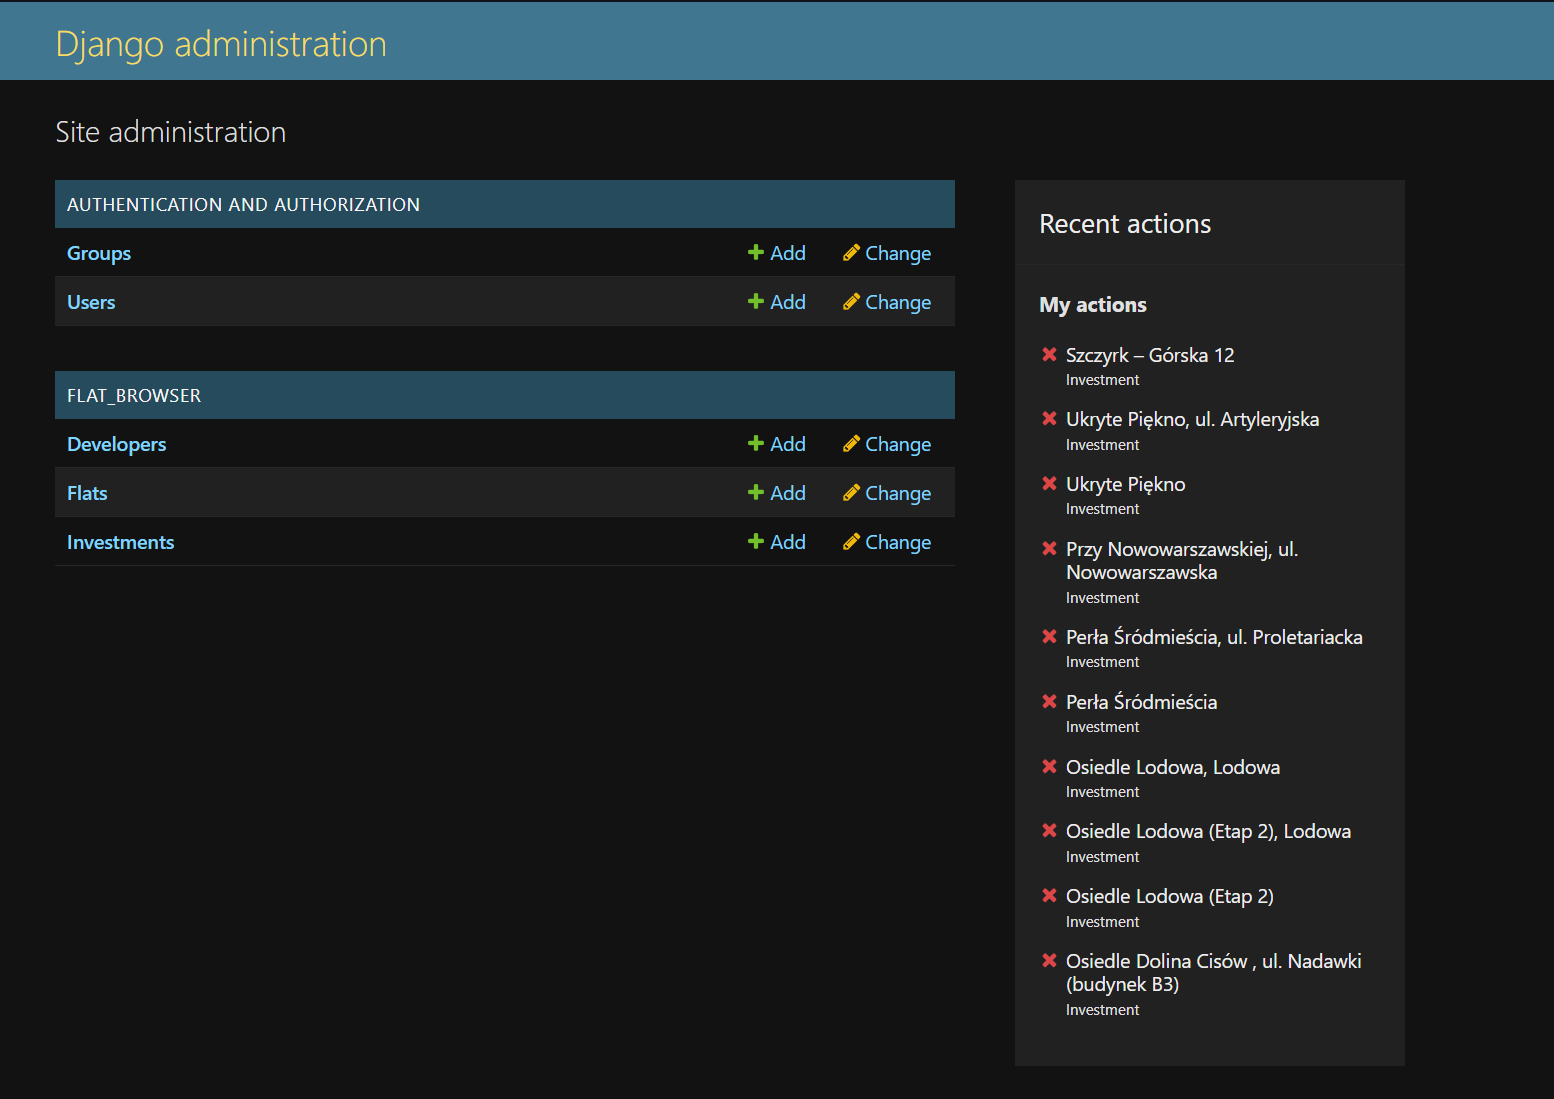 Django administration
Site administration
AUTHENTICATION AND AUTHORIZATION
Groups Add Change
Users Add Change
FLAT_BROWSER
Developers Add Change
Flats Add Change
Investments Add Change
Recent actions
My actions
Szczyrk – Górska 12
Investment
Ukryte Piękno, ul. Artyleryjska
Investment
Ukryte Piękno
Investment
Przy Nowowarszawskiej, ul.
Nowowarszawska
Investment
Perła Śródmieścia, ul. Proletariacka
Investment
Perła Śródmieścia
Investment
Osiedle Lodowa, Lodowa
Investment
Osiedle Lodowa (Etap 2), Lodowa
Investment
Osiedle Lodowa (Etap 2)
Investment
Osiedle Dolina Cisów , ul. Nadawki
(budynek B3)
Investment